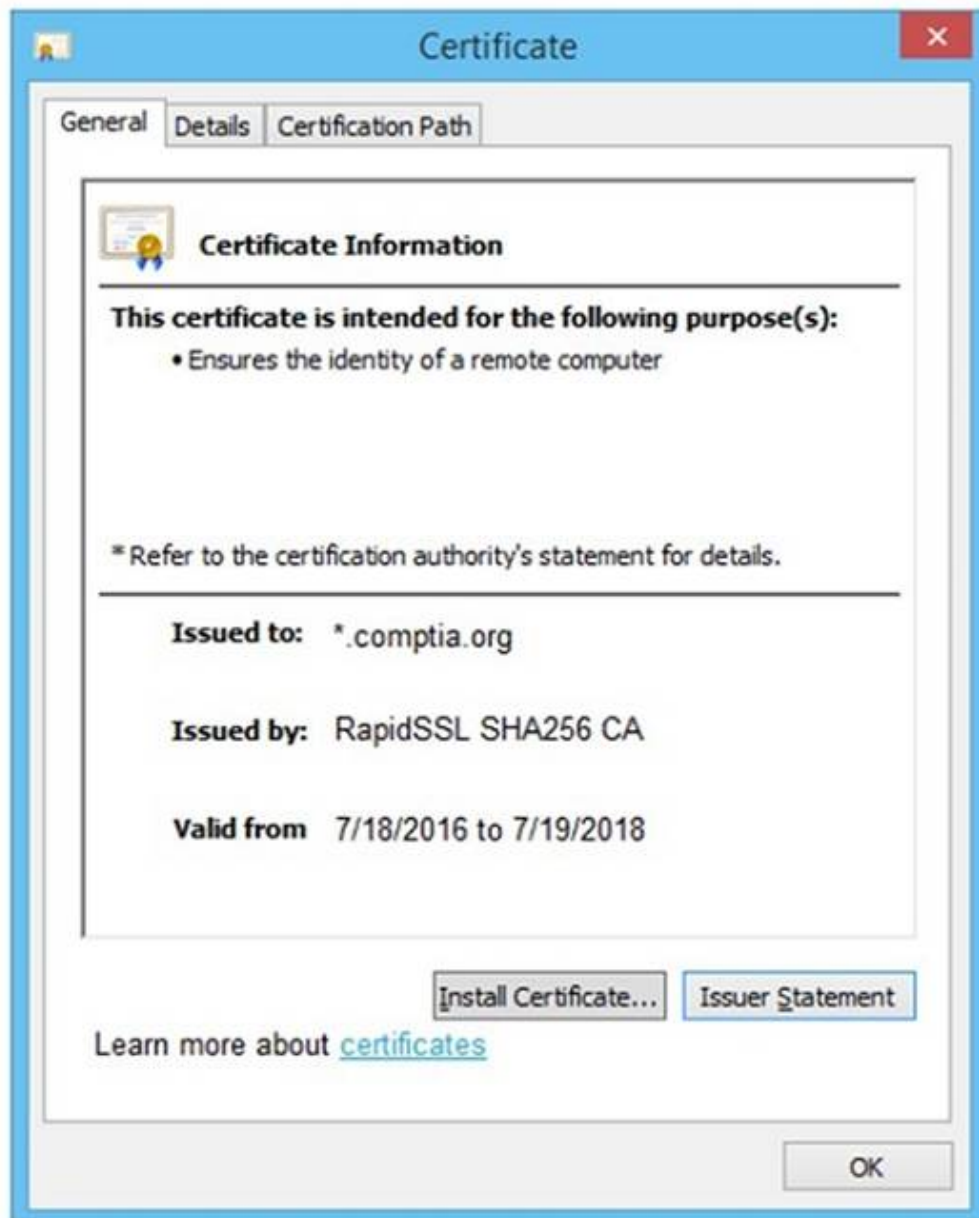 Certificate
General Details Certification Path
Certificate Information
This certificate is intended for the following purpose(s):
• Ensures the identity of a remote computer
* Refer to the certification authority's statement for details.
Issued to: *.comptia.org
Issued by: RapidSSL SHA256 CA
Valid from 7/18/2016 to 7/19/2018
Install Certificate... Issuer Statement
Learn more about certificates
OK